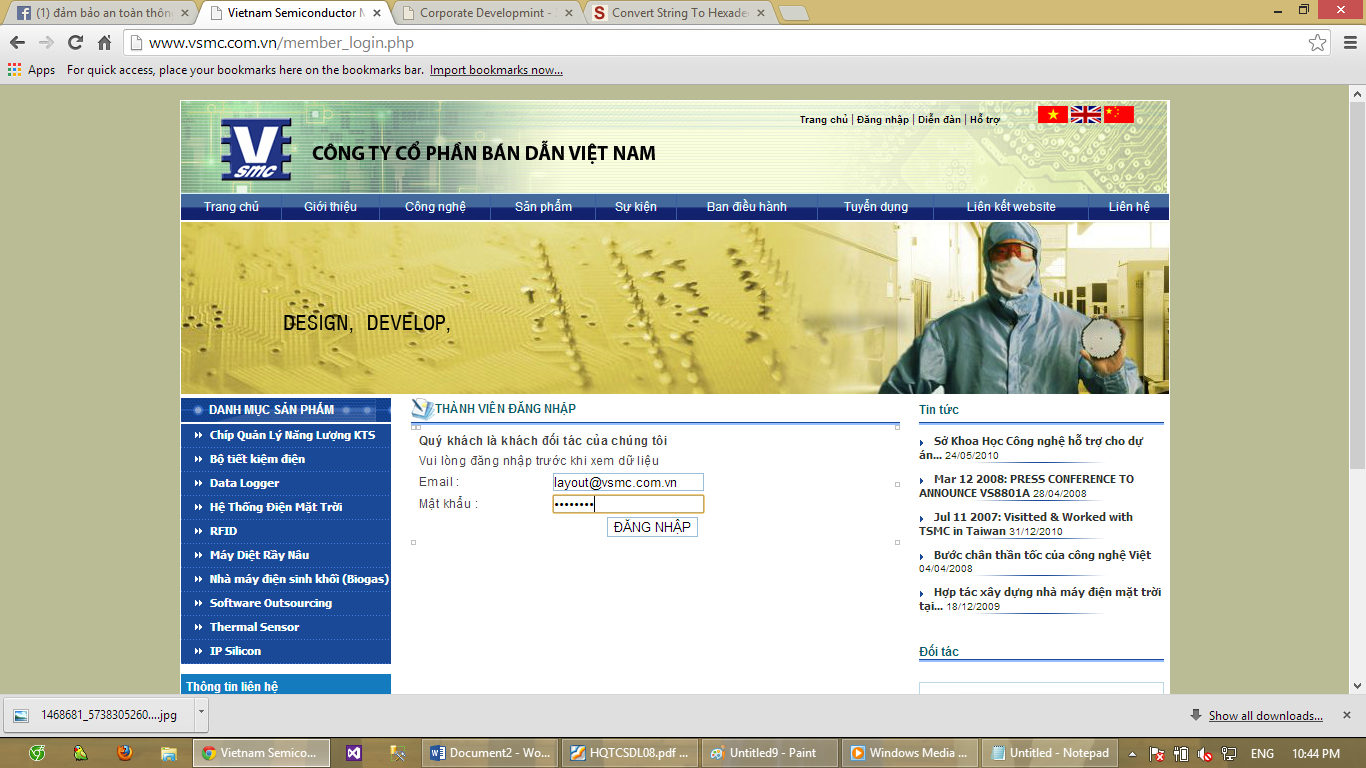 (1) đảm bảo an toàn thôn
Vietnam Semiconductor M
Corporate Developmint -
Convert String To Hexade
www.vsmc.com.vn/member_login.php
Apps For quick access, place your bookmarks here on the bookmarks bar. Import bookmarks now...
Trang chủ | Đăng nhập | Diễn đàn | Hỗ trợ
V
SMC
CÔNG TY CỔ PHẦN BÁN DẪN VIỆT NAM
Trang chủ
Giới thiệu
Công nghệ
Sản phẩm
Sự kiện
Ban điều hành
Tuyển dụng
Liên kết website
Liên hệ
DESIGN, DEVELOP,
DANH MỤC SẢN PHẨM
Chíp Quản Lý Năng Lượng KTS
Bộ tiết kiệm điện
Data Logger
Hệ Thống Điện Mặt Trời
RFID
Máy Diệt Rầy Nâu
Nhà máy điện sinh khối (Biogas)
Software Outsourcing
Thermal Sensor
IP Silicon
Thông tin liên hệ
THÀNH VIÊN ĐĂNG NHẬP
Quý khách là khách đối tác của chúng tôi
Vui lòng đăng nhập trước khi xem dữ liệu
Email : layout@vsmc.com.vn
Mật khẩu : ••••••••
ĐĂNG NHẬP
Tin tức
Sở Khoa Học Công nghệ hỗ trợ cho dự
án... 24/05/2010
Mar 12 2008: PRESS CONFERENCE TO
ANNOUNCE VS8801A 28/04/2008
Jul 11 2007: Visitted & Worked with
TSMC in Taiwan 31/12/2010
Bước chân thần tốc của công nghệ Việt
04/04/2008
Hợp tác xây dựng nhà máy điện mặt trời
tại... 18/12/2009
Đối tác
1468681_5738305260....jpg
Show all downloads...
Vietnam Semico...
Document2 - Wo...
HQTCSDL08.pdf ...
Untitled9 - Paint
Windows Media ...
Untitled - Notepad
ENG
10:44 PM